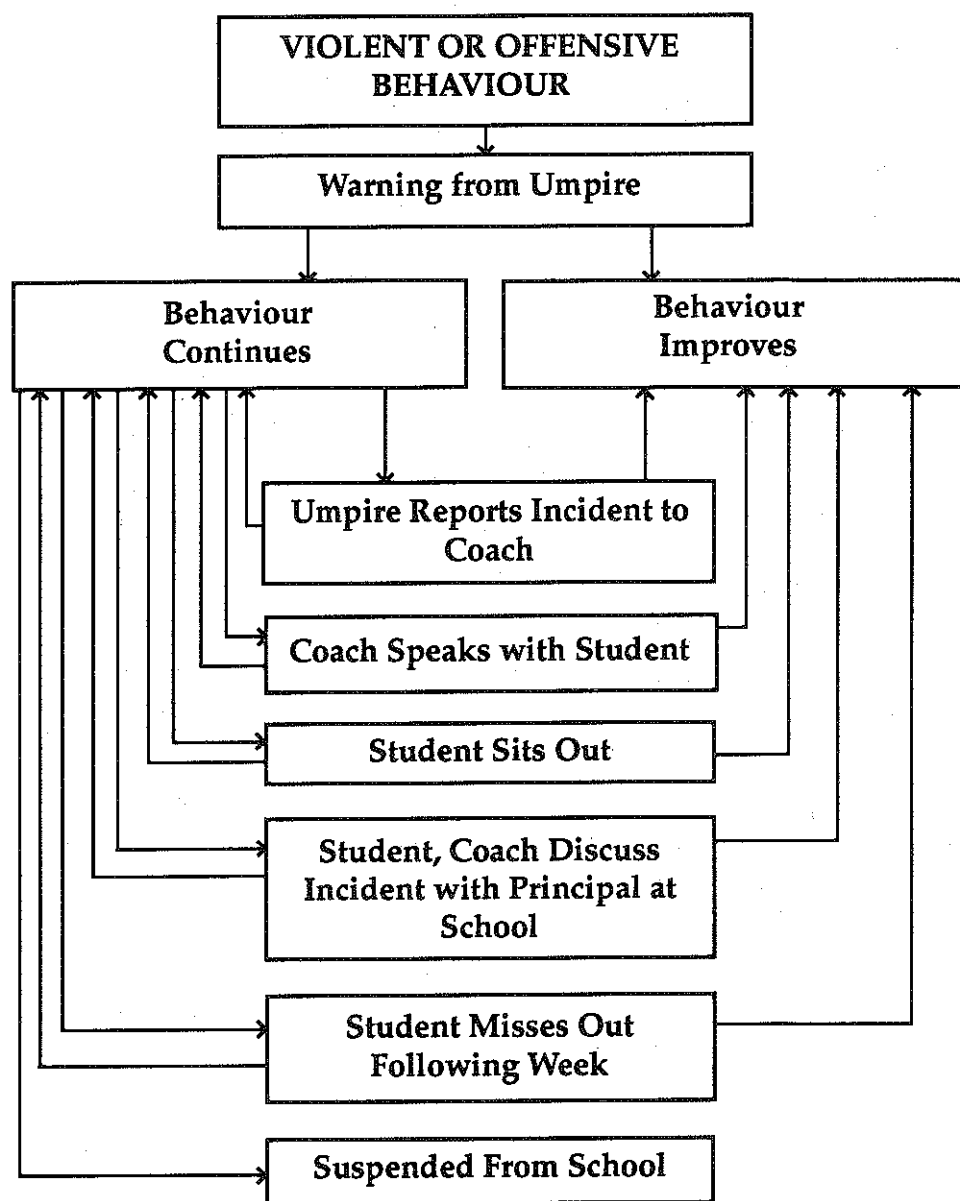 VIOLENT OR OFFENSIVE
BEHAVIOUR
Warning from Umpire
Behaviour
Continues
Behaviour
Improves
Umpire Reports Incident to
Coach
Coach Speaks with Student
Student Sits Out
Student, Coach Discuss
Incident with Principal at
School
Student Misses Out
Following Week
Suspended From School